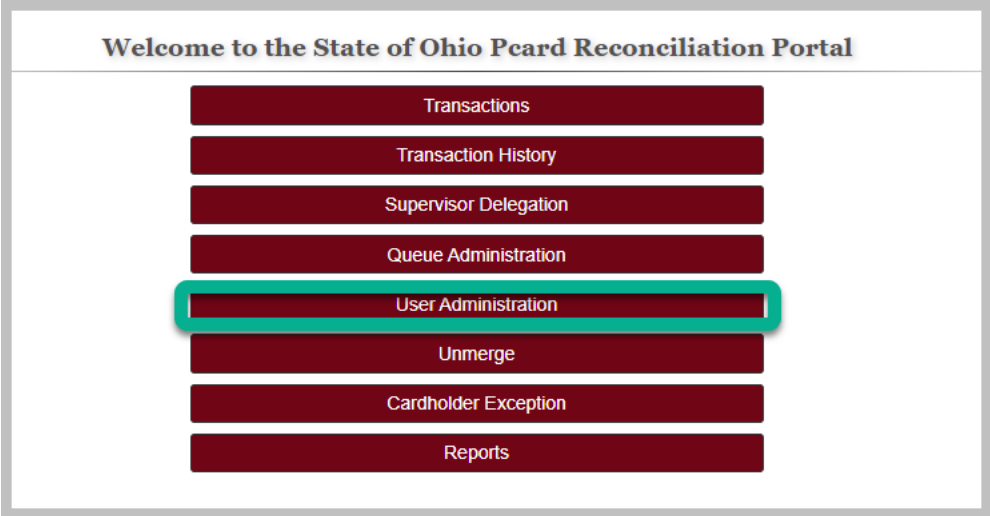 Welcome to the State of Ohio Pcard Reconciliation Portal
Transactions
Transaction History
Supervisor Delegation
Queue Administration
User Administration
Unmerge
Cardholder Exception
Reports